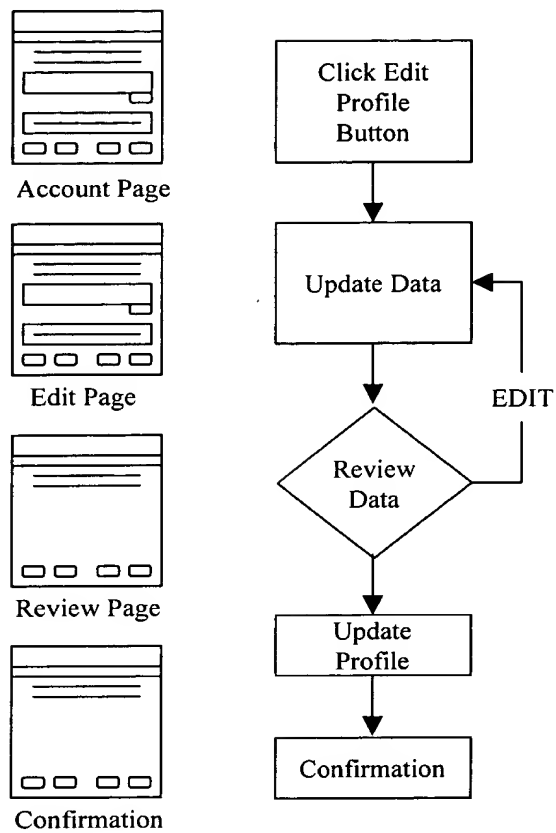 Account Page
Edit Page
Review Page
Confirmation
Click Edit
Profile
Button
Update Data
EDIT
Review
Data
Update
Profile
Confirmation